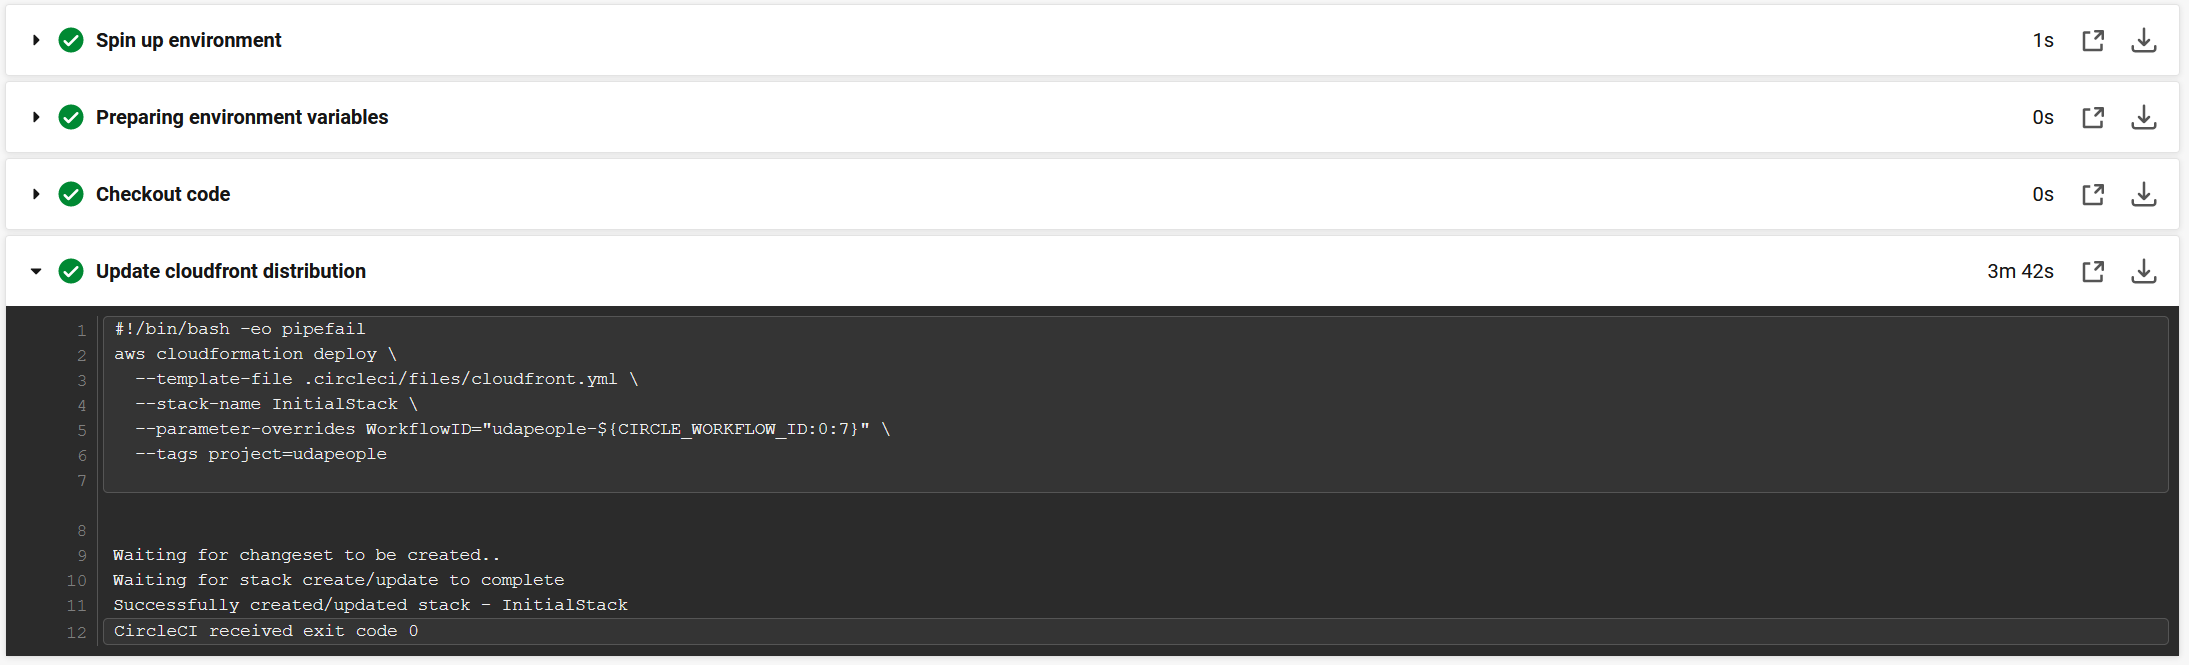 Spin up environment 1s
Preparing environment variables 0s
Checkout code 0s
Update cloudfront distribution 3m 42s
1 #!/bin/bash -eo pipefail
2 aws cloudformation deploy \
3   --template-file .circleci/files/cloudfront.yml \
4   --stack-name InitialStack \
5   --parameter-overrides WorkflowID="udapeople-${CIRCLE_WORKFLOW_ID:0:7}" \
6   --tags project=udapeople
7
8
9 Waiting for changeset to be created..
10 Waiting for stack create/update to complete
11 Successfully created/updated stack - InitialStack
12 CircleCI received exit code 0